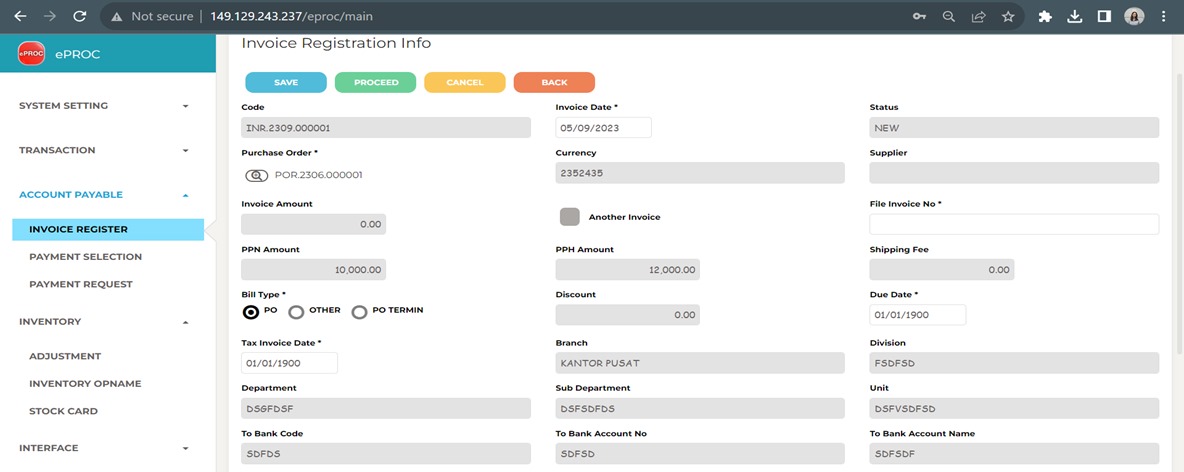 Not secure | 149.129.243.237/eproc/main
ePROC ePROC
Invoice Registration Info
SAVE PROCEED CANCEL BACK
SYSTEM SETTING
TRANSACTION
ACCOUNT PAYABLE
INVOICE REGISTER
PAYMENT SELECTION
PAYMENT REQUEST
INVENTORY
ADJUSTMENT
INVENTORY OPNAME
STOCK CARD
INTERFACE
Code Invoice Date * Status
INR.2309.000001 05/09/2023 NEW
Purchase Order * Currency Supplier
POR.2306.000001 2352435
Invoice Amount Another Invoice File Invoice No *
0.00
PPN Amount PPH Amount Shipping Fee
10,000.00 12,000.00 0.00
Bill Type * Discount Due Date *
PO OTHER PO TERMIN 0.00 01/01/1900
Tax Invoice Date * Branch Division
01/01/1900 KANTOR PUSAT FSDFSD
Department Sub Department Unit
DSGFDSF DSFSDFDS DSFVSDFSD
To Bank Code To Bank Account No To Bank Account Name
SDFDS SDFSD SDFSDF